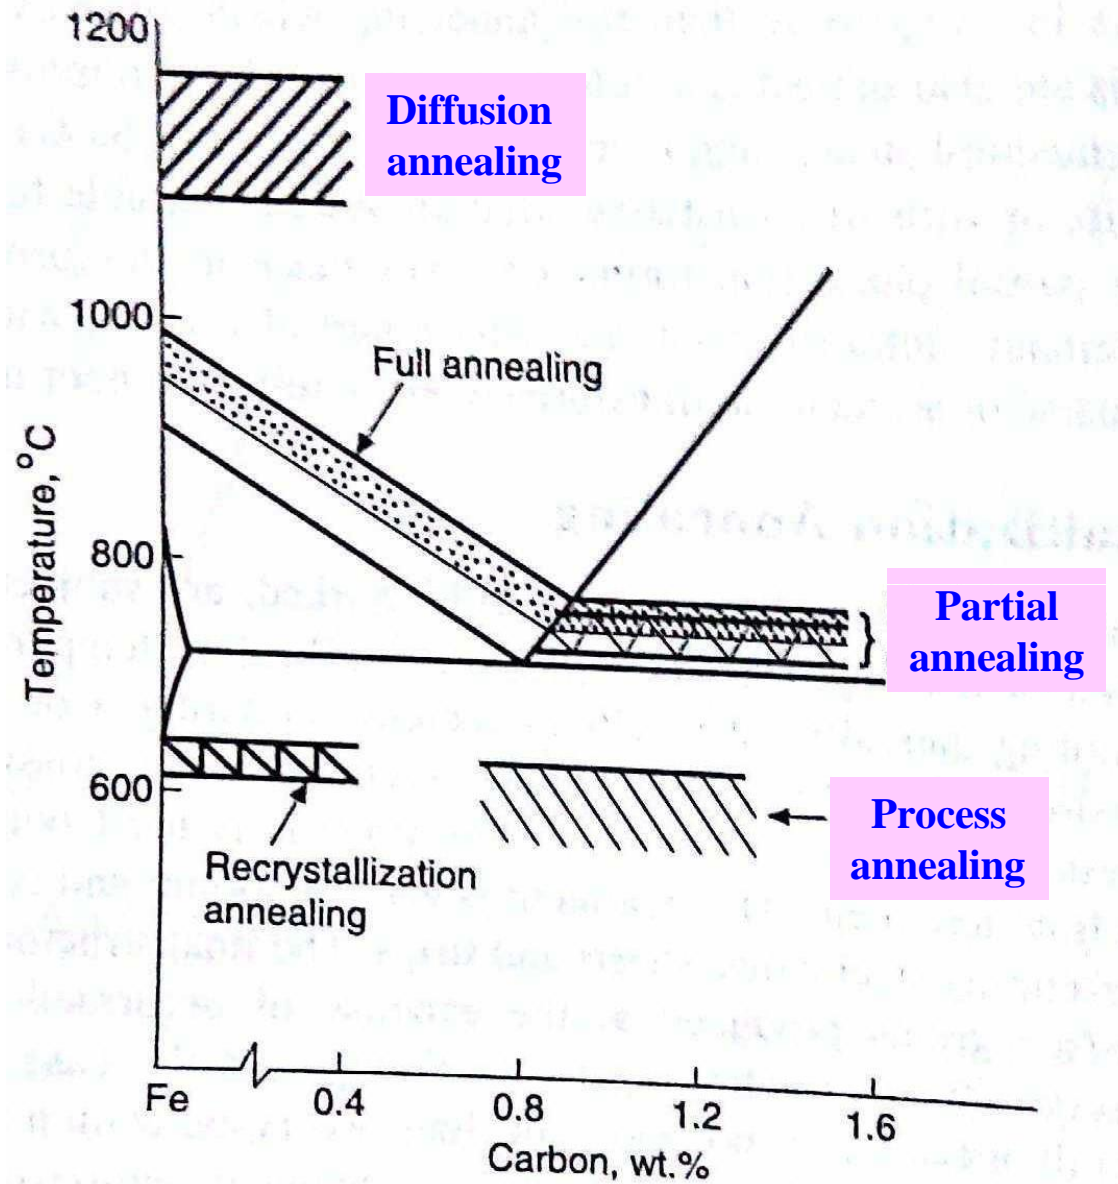 1200
Diffusion
annealing
1000
Full annealing
Temperature, °C
800
Partial
annealing
600
Process
annealing
Recrystallization
annealing
Fe
0.4
0.8
1.2
1.6
Carbon, wt.%